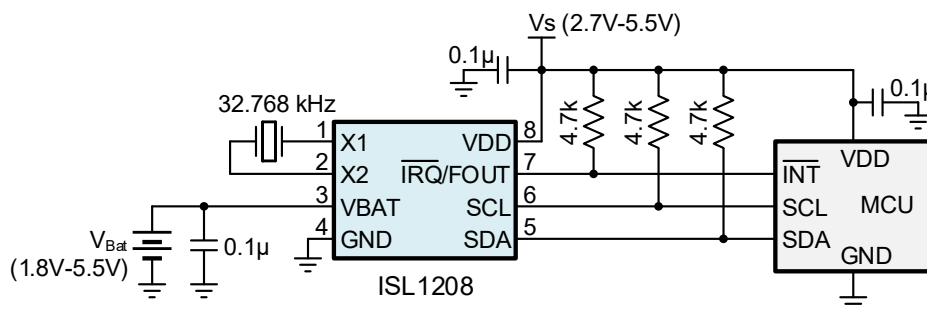 Vs (2.7V-5.5V)
0.1µ
0.1µ
32.768 kHz
4.7k
4.7k
4.7k
1
X1
VDD
8
2
X2
IRQ/FOUT
7
3
VBAT
SCL
6
4
GND
SDA
5
VDD
INT
SCL
MCU
SDA
GND
VBat
(1.8V-5.5V)
0.1µ
ISL1208